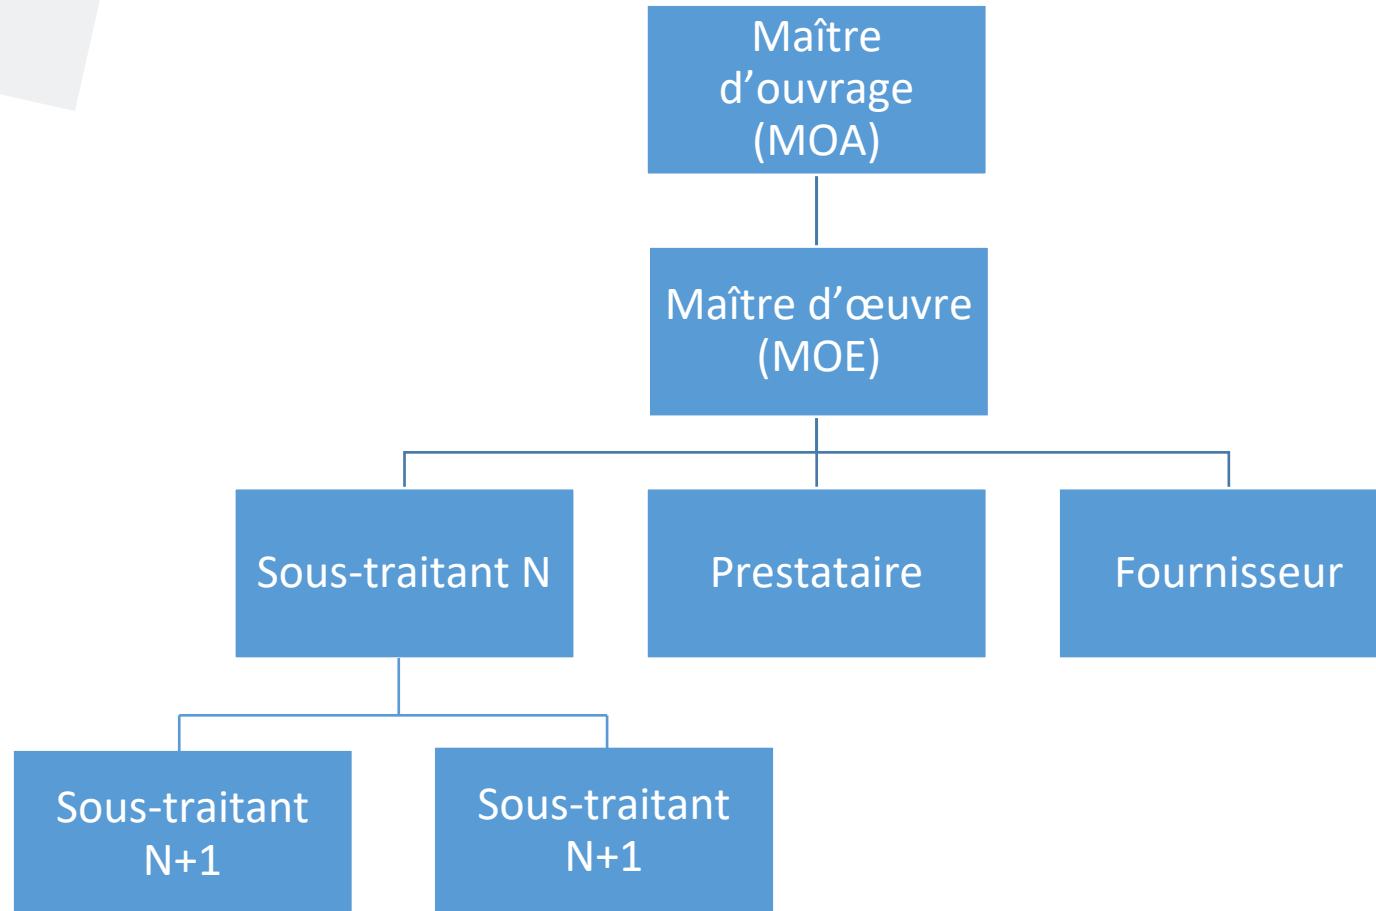 Maître
d’ouvrage
(MOA)
Maître d’œuvre
(MOE)
Sous-traitant N
Prestataire
Fournisseur
Sous-traitant
N+1
Sous-traitant
N+1